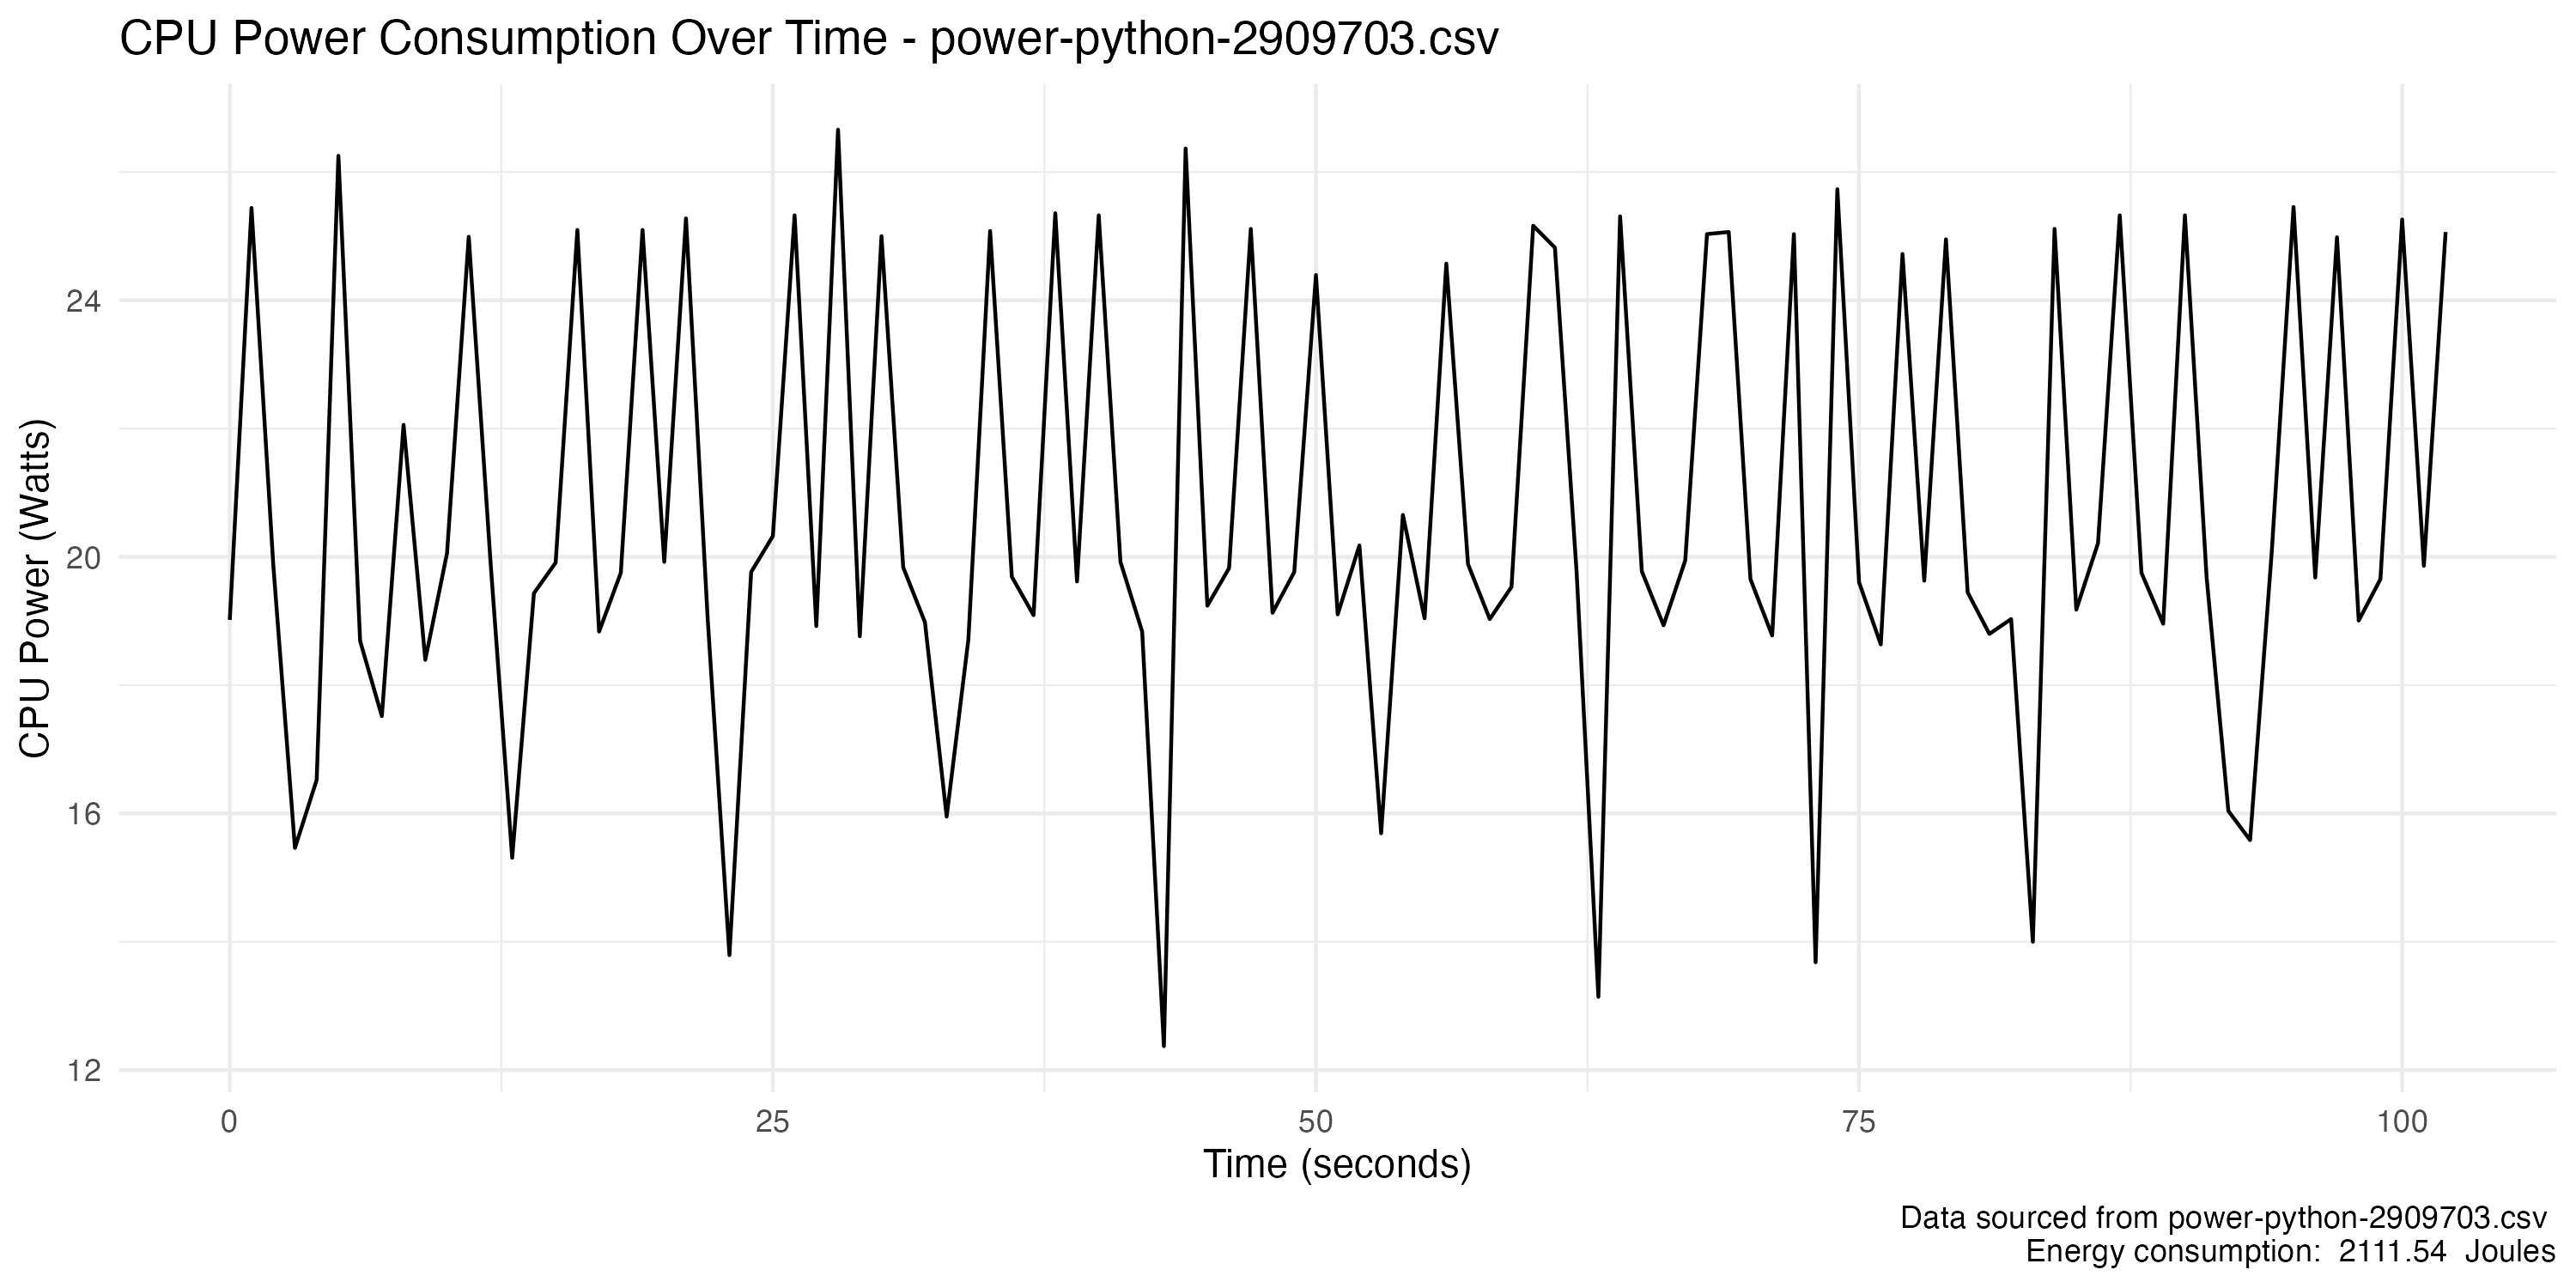 CPU Power Consumption Over Time - power-python-2909703.csv
CPU Power (Watts)
24
20
16
12
0 25 50 75 100
Time (seconds)
Data sourced from power-python-2909703.csv
Energy consumption: 2111.54 Joules